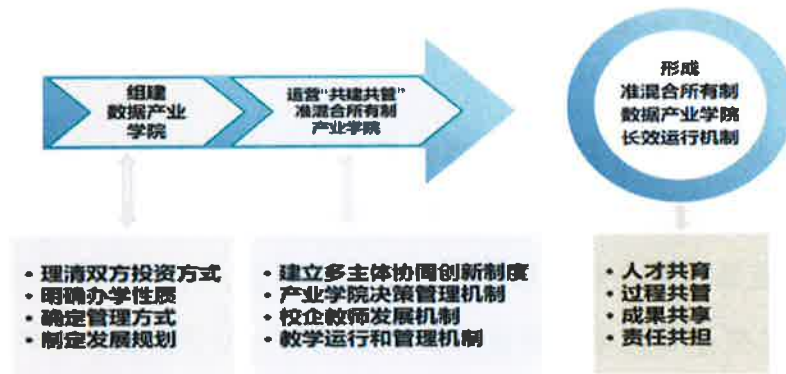 组建
数据产业
学院
运营“共建共管”
准混合所有制
产业学院
形成
准混合所有制
数据产业学院
长效运行机制
• 理清双方投资方式
• 明确办学性质
• 确定管理方式
• 制定发展规划
• 建立多主体协同创新制度
• 产业学院决策管理机制
• 校企教师发展机制
• 教学运行和管理机制
• 人才共育
• 过程共管
• 成果共享
• 责任共担